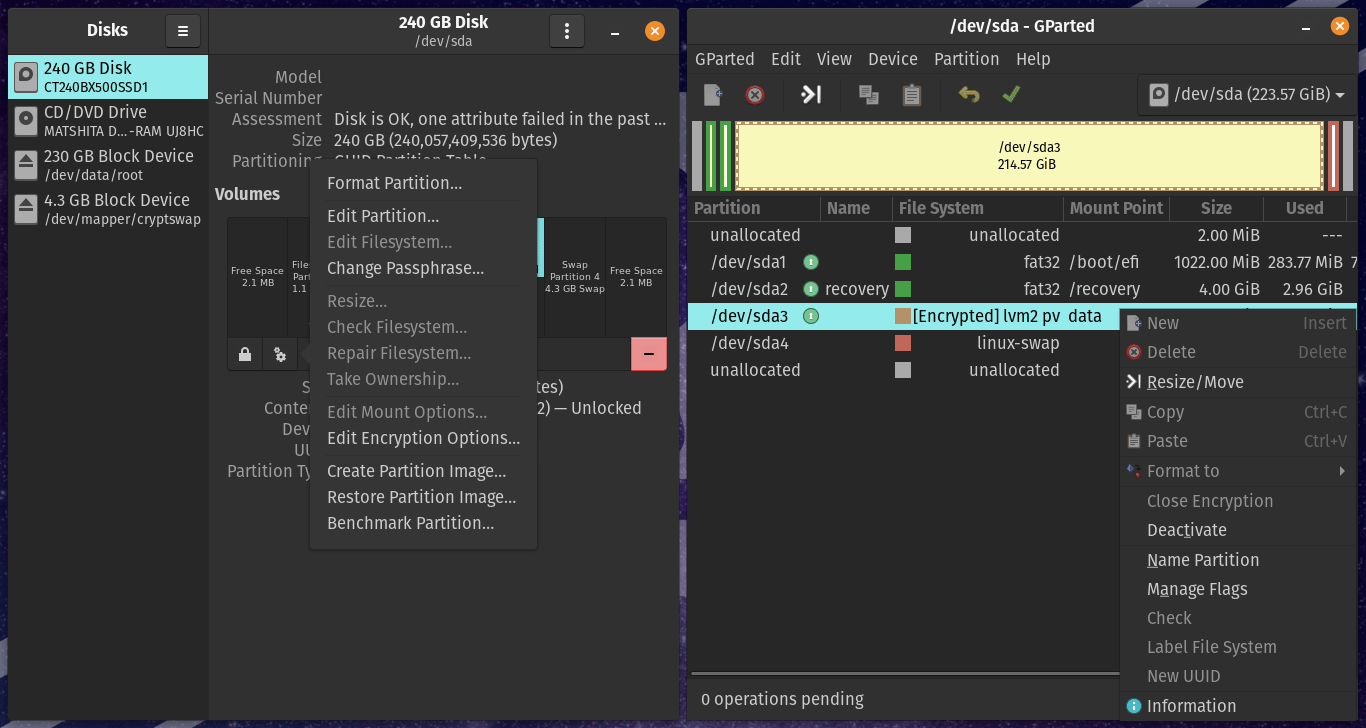 Disks
240 GB Disk
/dev/sda
240 GB Disk
CT240BX500SSD1
CD/DVD Drive
MATSHITA D…-RAM UJ8HC
230 GB Block Device
/dev/data/root
4.3 GB Block Device
/dev/mapper/cryptswap
Model
Serial Number
Assessment Disk is OK, one attribute failed in the past …
Size 240 GB (240,057,409,536 bytes)
Partitioning GUID Partition Table
Volumes
Free Space
2.1 MB
Files
Part
1.1
Swap
Partition 4
4.3 GB Swap
Free Space
2.1 MB
S tes)
Conten 2) — Unlocked
Dev
UU
Partition Ty
Format Partition…
Edit Partition…
Edit Filesystem…
Change Passphrase…
Resize…
Check Filesystem…
Repair Filesystem…
Take Ownership…
Edit Mount Options…
Edit Encryption Options…
Create Partition Image…
Restore Partition Image…
Benchmark Partition…
/dev/sda - GParted
GParted Edit View Device Partition Help
/dev/sda (223.57 GiB)
/dev/sda3
214.57 GiB
Partition Name File System Mount Point Size Used
unallocated unallocated 2.00 MiB ---
/dev/sda1 fat32 /boot/efi 1022.00 MiB 283.77 MiB 7
/dev/sda2 recovery fat32 /recovery 4.00 GiB 2.96 GiB
/dev/sda3 [Encrypted] lvm2 pv data
/dev/sda4 linux-swap
unallocated unallocated
New Insert
Delete Delete
Resize/Move
Copy Ctrl+C
Paste Ctrl+V
Format to
Close Encryption
Deactivate
Name Partition
Manage Flags
Check
Label File System
New UUID
Information
0 operations pending